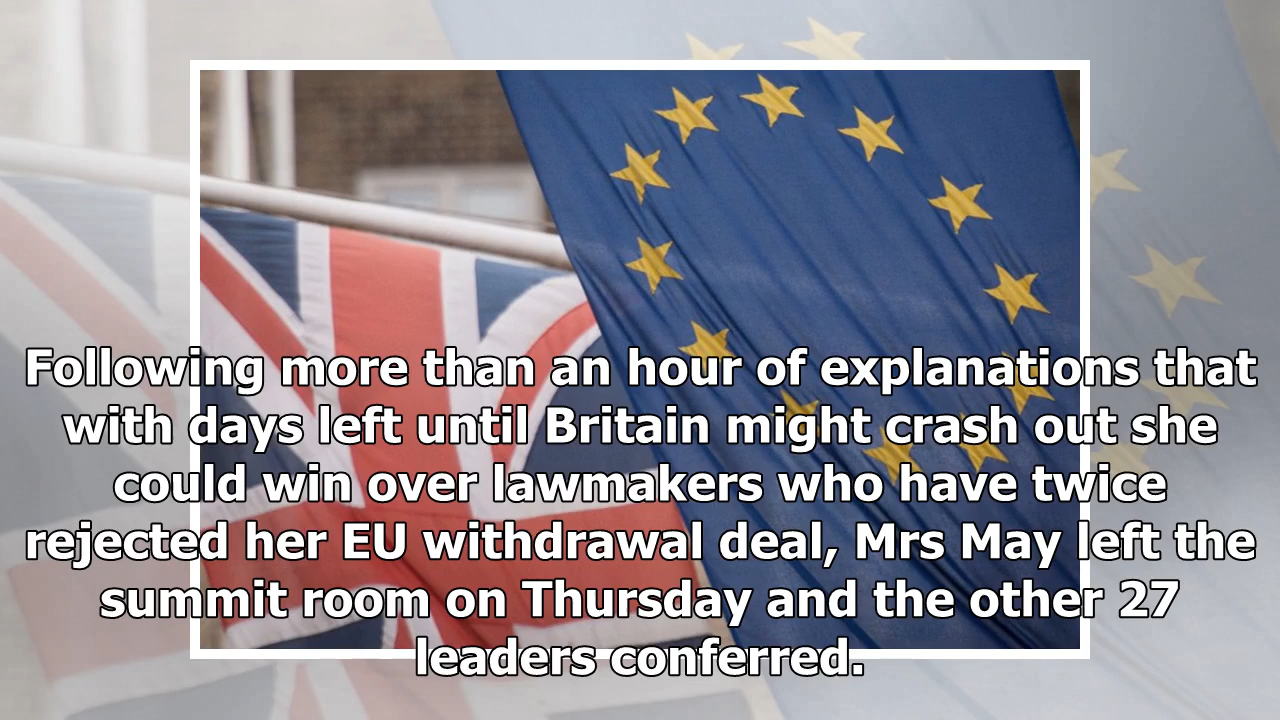 Following more than an hour of explanations that
with days left until Britain might crash out she
could win over lawmakers who have twice
rejected her EU withdrawal deal, Mrs May left the
summit room on Thursday and the other 27
leaders conferred.